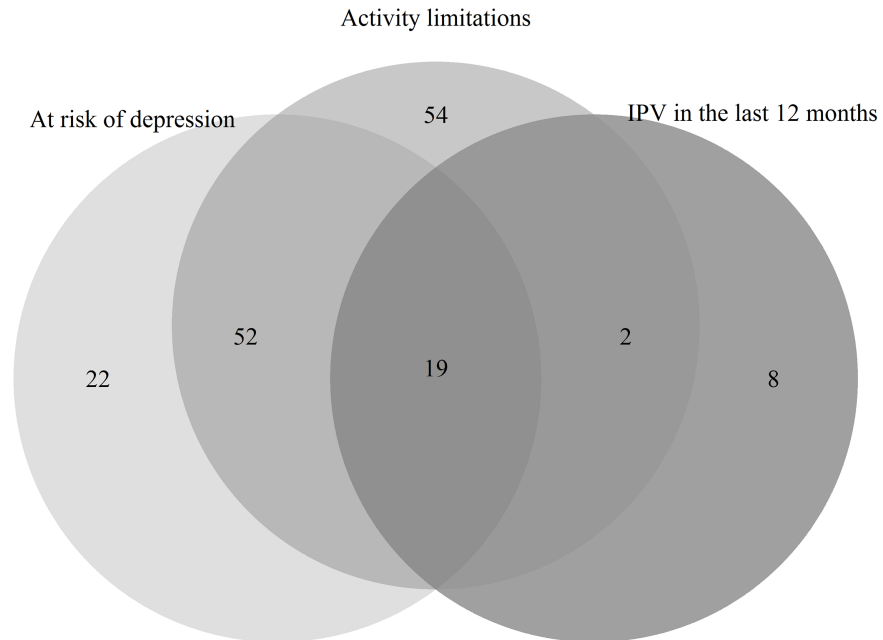 Activity limitations
At risk of depression
IPV in the last 12 months
54
52
2
19
22
8